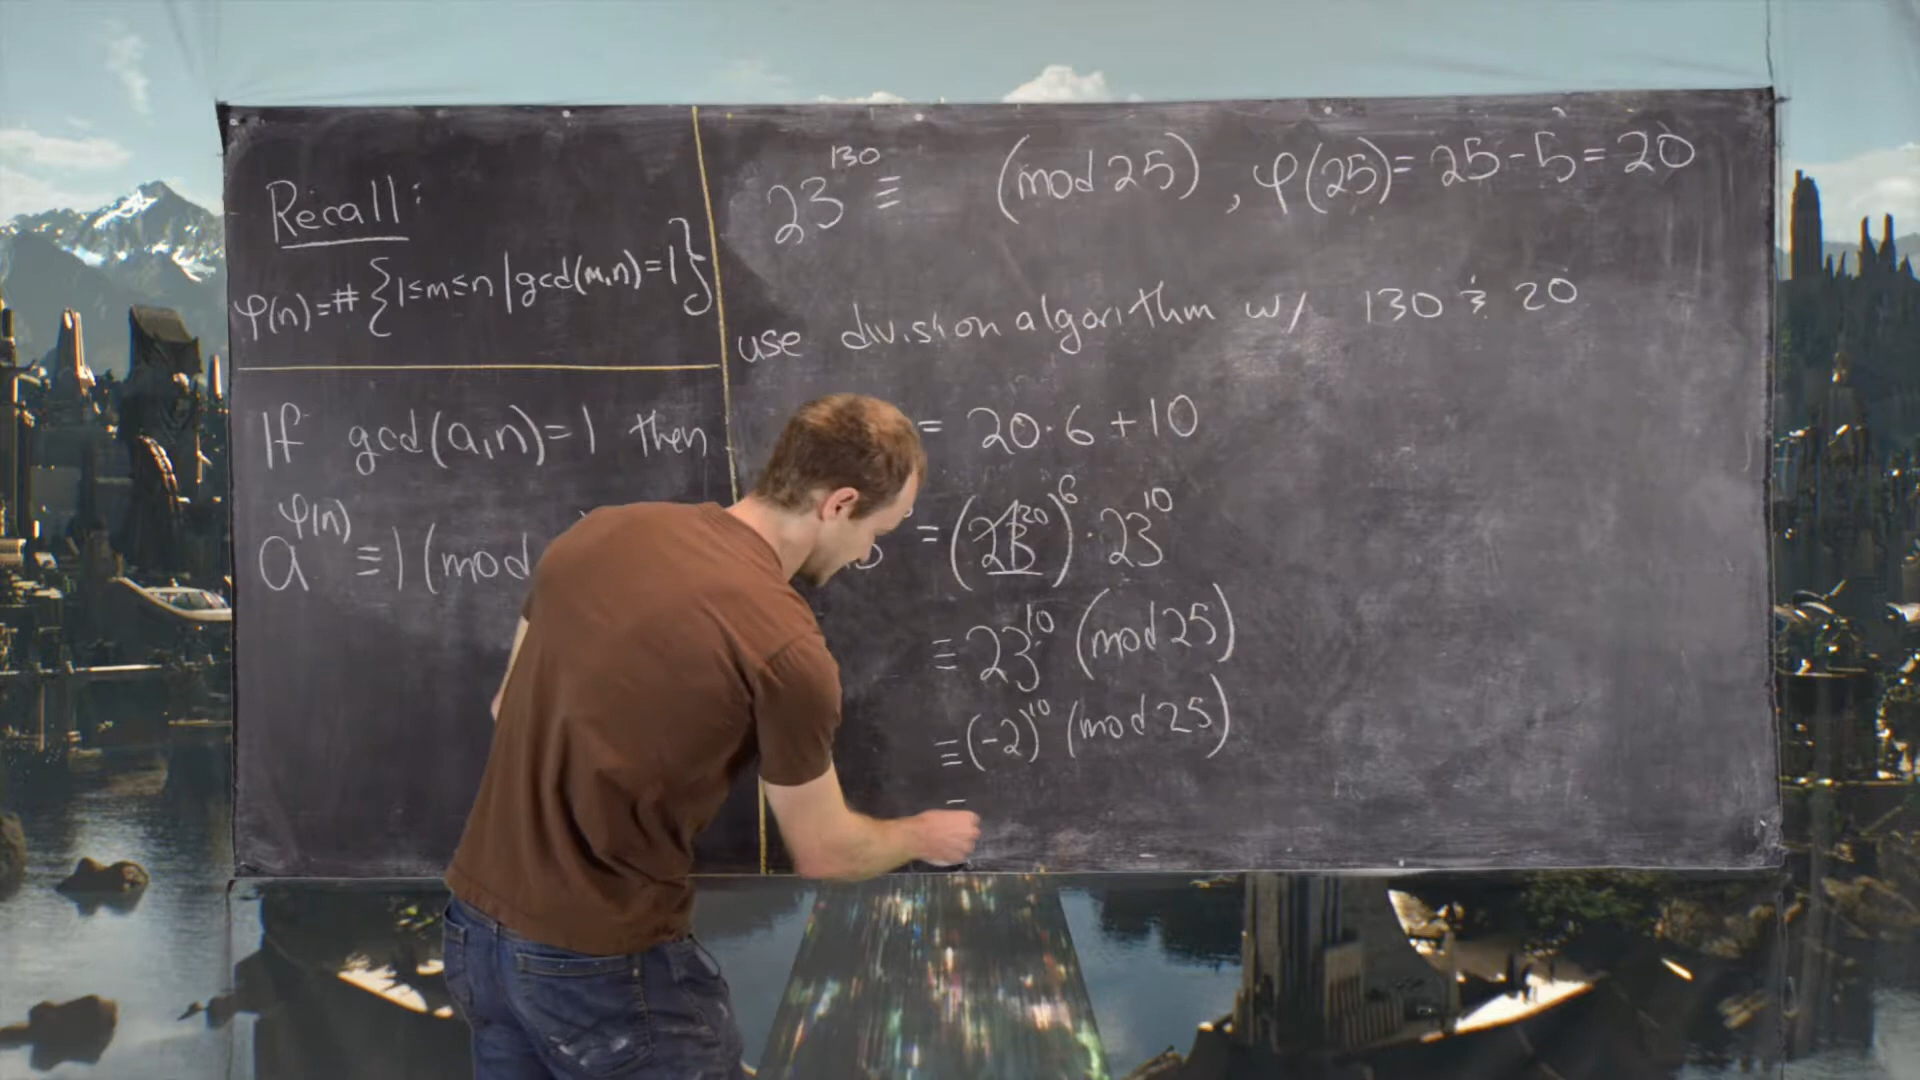 Recall:
φ(n)=#{1≤m≤n|gcd(m,n)=1}
If gcd(a,n)=1 then
a^φ(n) ≡1 (mod
23^130 ≡ (mod 25), φ(25)= 25-5=20
use division algorithm w/ 130 & 20
= 20·6+10
=(23^20)^6·23^10
≡ 23^10 (mod 25)
≡(-2)^10 (mod 25)